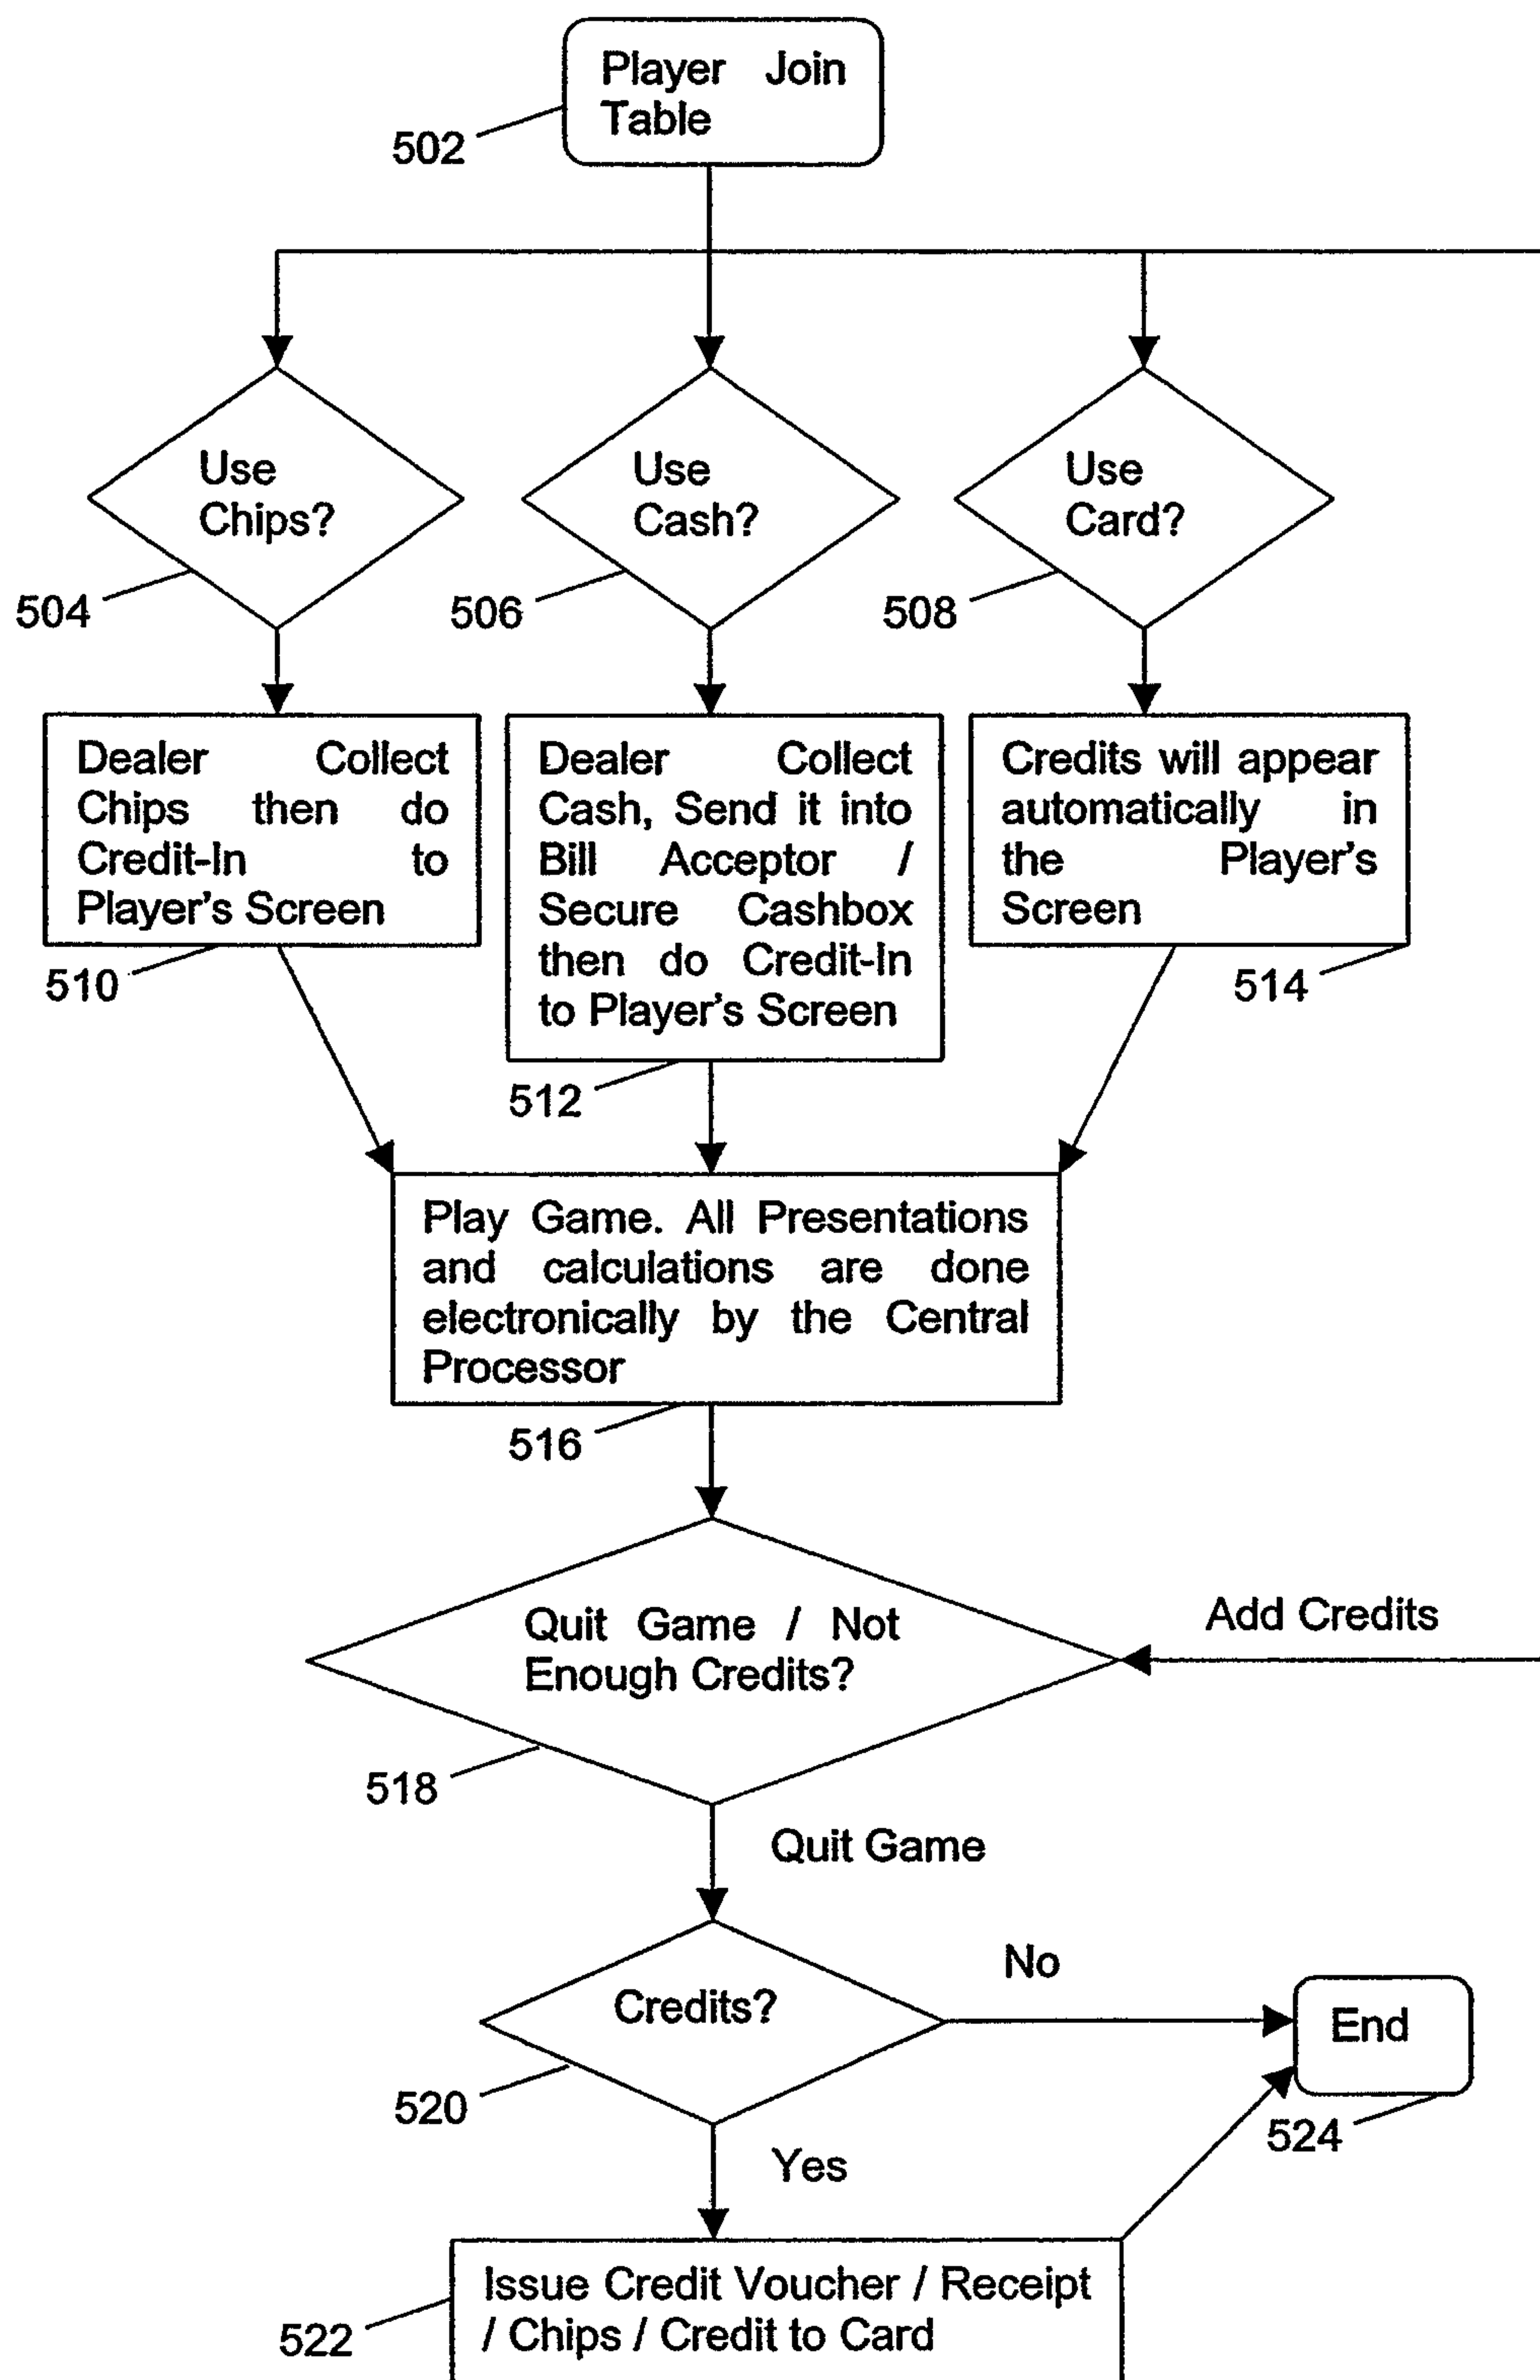 Player Join
Table
502
Use
Chips?
504
Use
Cash?
506
Use
Card?
508
Dealer Collect
Chips then do
Credit-In to
Player's Screen
510
Dealer Collect
Cash, Send it into
Bill Acceptor /
Secure Cashbox
then do Credit-In
to Player's Screen
512
Credits will appear
automatically in
the Player's
Screen
514
Play Game. All Presentations
and calculations are done
electronically by the Central
Processor
516
Quit Game / Not
Enough Credits?
518
Add Credits
Quit Game
Credits?
520
No
End
524
Yes
Issue Credit Voucher / Receipt
/ Chips / Credit to Card
522